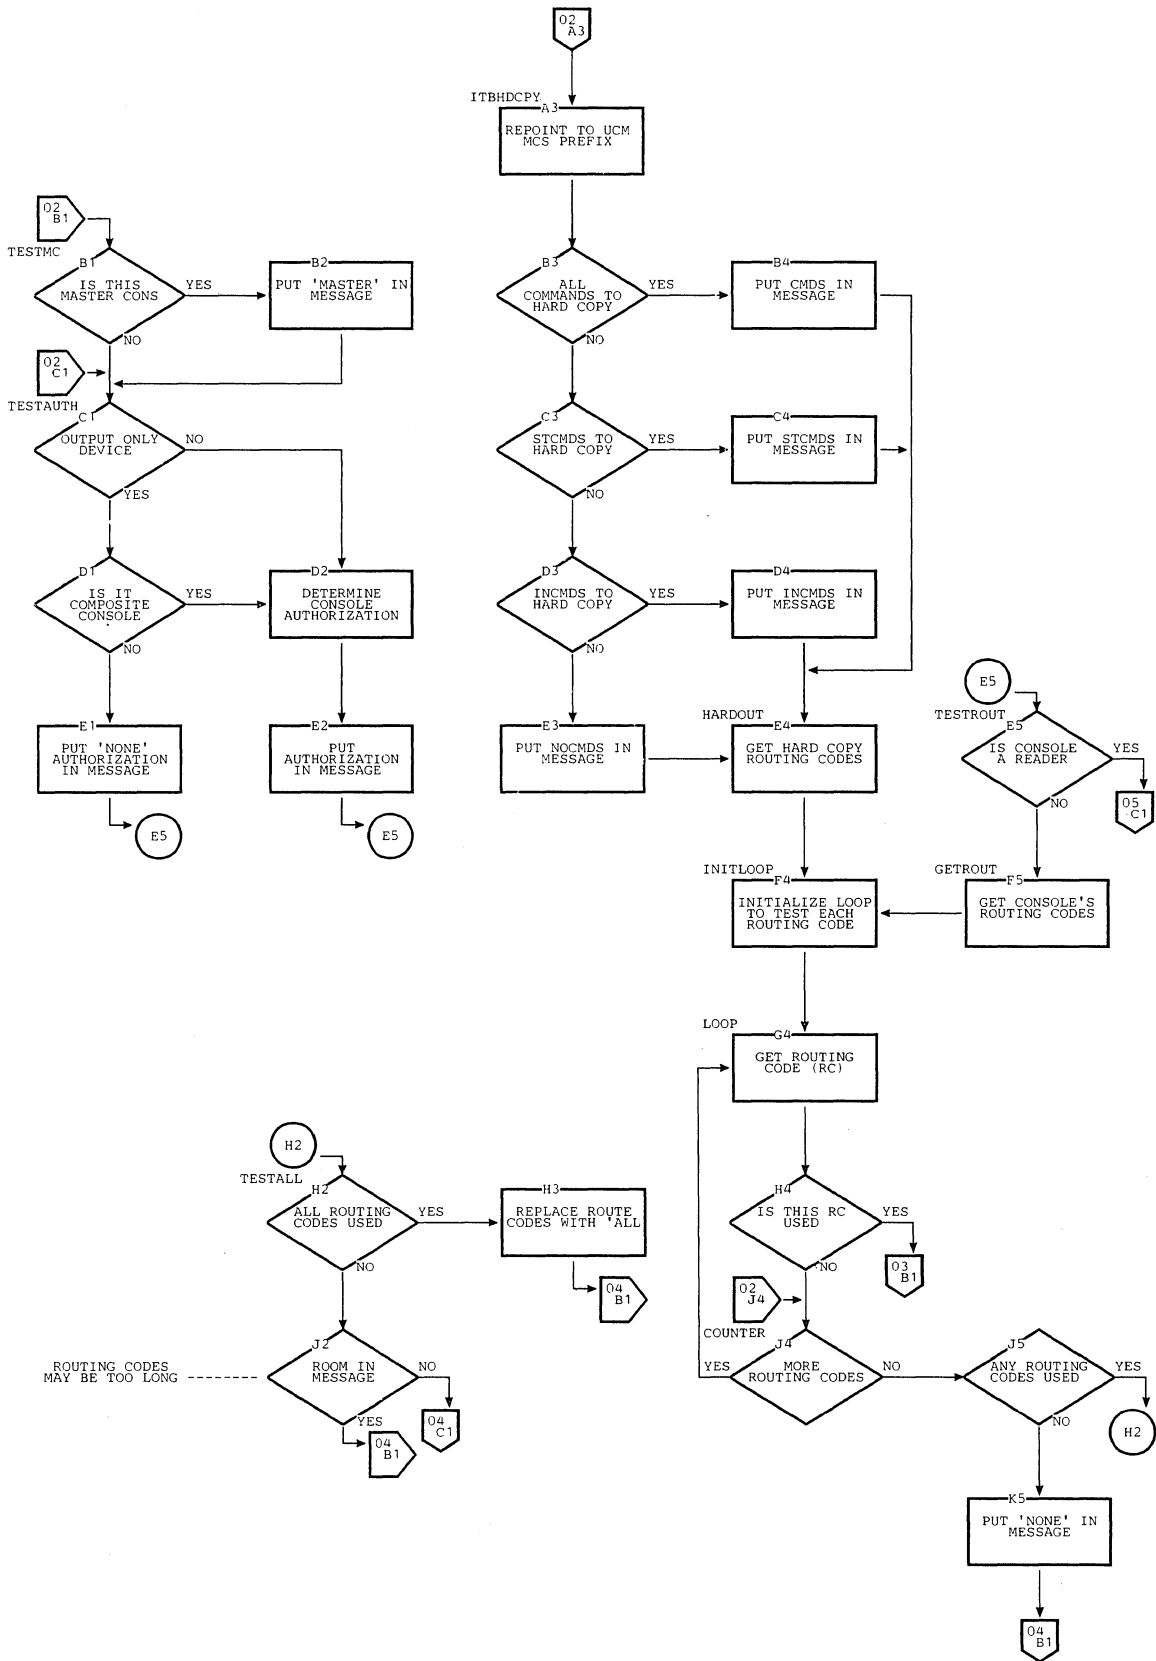 02
A3
ITBHDCPY
A3
REPOINT TO UCM
MCS PREFIX
02
B1
TESTMC
B1
IS THIS
MASTER CONS
YES
NO
B2
PUT 'MASTER' IN
MESSAGE
B3
ALL
COMMANDS TO
HARD COPY
YES
NO
B4
PUT CMDS IN
MESSAGE
02
C1
TESTAUTH
C1
OUTPUT ONLY
DEVICE
NO
YES
C3
STCMDS TO
HARD COPY
YES
NO
C4
PUT STCMDS IN
MESSAGE
D1
IS IT
COMPOSITE
CONSOLE
YES
NO
D2
DETERMINE
CONSOLE
AUTHORIZATION
D3
INCMDS TO
HARD COPY
YES
NO
D4
PUT INCMDS IN
MESSAGE
E1
PUT 'NONE'
AUTHORIZATION
IN MESSAGE
E5
E2
PUT
AUTHORIZATION
IN MESSAGE
E5
E3
PUT NOCMDS IN
MESSAGE
HARDOUT
E4
GET HARD COPY
ROUTING CODES
E5
TESTROUT
E5
IS CONSOLE
A READER
YES
NO
05
C1
INITLOOP
F4
INITIALIZE LOOP
TO TEST EACH
ROUTING CODE
GETROUT
F5
GET CONSOLE'S
ROUTING CODES
LOOP
G4
GET ROUTING
CODE (RC)
H2
TESTALL
H2
ALL ROUTING
CODES USED
YES
NO
H3
REPLACE ROUTE
CODES WITH 'ALL
04
B1
H4
IS THIS RC
USED
YES
NO
03
B1
02
J4
COUNTER
ROUTING CODES
MAY BE TOO LONG -------
J2
ROOM IN
MESSAGE
NO
YES
04
C1
04
B1
J4
YES
MORE
ROUTING CODES
NO
J5
ANY ROUTING
CODES USED
YES
NO
H2
K5
PUT 'NONE' IN
MESSAGE
04
B1